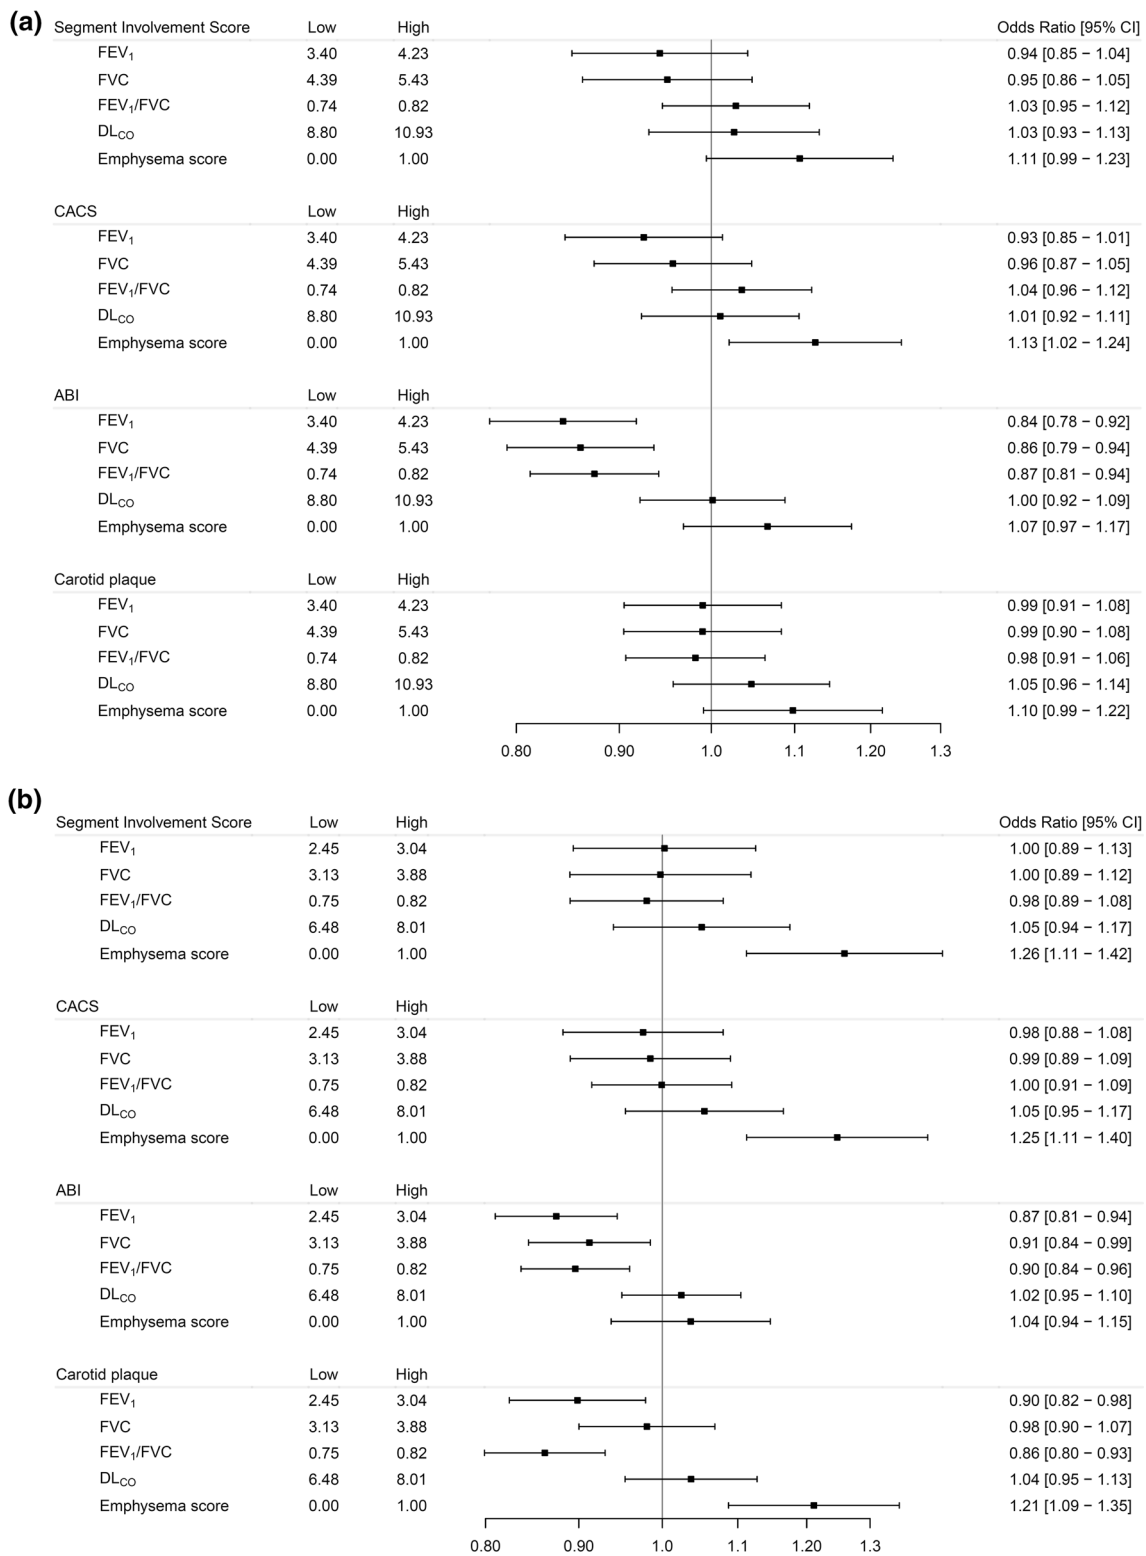 (a)
Segment Involvement Score Low High Odds Ratio [95% CI]
FEV₁ 3.40 4.23 0.94 [0.85 − 1.04]
FVC 4.39 5.43 0.95 [0.86 − 1.05]
FEV₁/FVC 0.74 0.82 1.03 [0.95 − 1.12]
DL_CO 8.80 10.93 1.03 [0.93 − 1.13]
Emphysema score 0.00 1.00 1.11 [0.99 − 1.23]
CACS Low High
FEV₁ 3.40 4.23 0.93 [0.85 − 1.01]
FVC 4.39 5.43 0.96 [0.87 − 1.05]
FEV₁/FVC 0.74 0.82 1.04 [0.96 − 1.12]
DL_CO 8.80 10.93 1.01 [0.92 − 1.11]
Emphysema score 0.00 1.00 1.13 [1.02 − 1.24]
ABI Low High
FEV₁ 3.40 4.23 0.84 [0.78 − 0.92]
FVC 4.39 5.43 0.86 [0.79 − 0.94]
FEV₁/FVC 0.74 0.82 0.87 [0.81 − 0.94]
DL_CO 8.80 10.93 1.00 [0.92 − 1.09]
Emphysema score 0.00 1.00 1.07 [0.97 − 1.17]
Carotid plaque Low High
FEV₁ 3.40 4.23 0.99 [0.91 − 1.08]
FVC 4.39 5.43 0.99 [0.90 − 1.08]
FEV₁/FVC 0.74 0.82 0.98 [0.91 − 1.06]
DL_CO 8.80 10.93 1.05 [0.96 − 1.14]
Emphysema score 0.00 1.00 1.10 [0.99 − 1.22]
0.80 0.90 1.0 1.1 1.20 1.3
(b)
Segment Involvement Score Low High Odds Ratio [95% CI]
FEV₁ 2.45 3.04 1.00 [0.89 − 1.13]
FVC 3.13 3.88 1.00 [0.89 − 1.12]
FEV₁/FVC 0.75 0.82 0.98 [0.89 − 1.08]
DL_CO 6.48 8.01 1.05 [0.94 − 1.17]
Emphysema score 0.00 1.00 1.26 [1.11 − 1.42]
CACS Low High
FEV₁ 2.45 3.04 0.98 [0.88 − 1.08]
FVC 3.13 3.88 0.99 [0.89 − 1.09]
FEV₁/FVC 0.75 0.82 1.00 [0.91 − 1.09]
DL_CO 6.48 8.01 1.05 [0.95 − 1.17]
Emphysema score 0.00 1.00 1.25 [1.11 − 1.40]
ABI Low High
FEV₁ 2.45 3.04 0.87 [0.81 − 0.94]
FVC 3.13 3.88 0.91 [0.84 − 0.99]
FEV₁/FVC 0.75 0.82 0.90 [0.84 − 0.96]
DL_CO 6.48 8.01 1.02 [0.95 − 1.10]
Emphysema score 0.00 1.00 1.04 [0.94 − 1.15]
Carotid plaque Low High
FEV₁ 2.45 3.04 0.90 [0.82 − 0.98]
FVC 3.13 3.88 0.98 [0.90 − 1.07]
FEV₁/FVC 0.75 0.82 0.86 [0.80 − 0.93]
DL_CO 6.48 8.01 1.04 [0.95 − 1.13]
Emphysema score 0.00 1.00 1.21 [1.09 − 1.35]
0.80 0.90 1.0 1.1 1.20 1.3